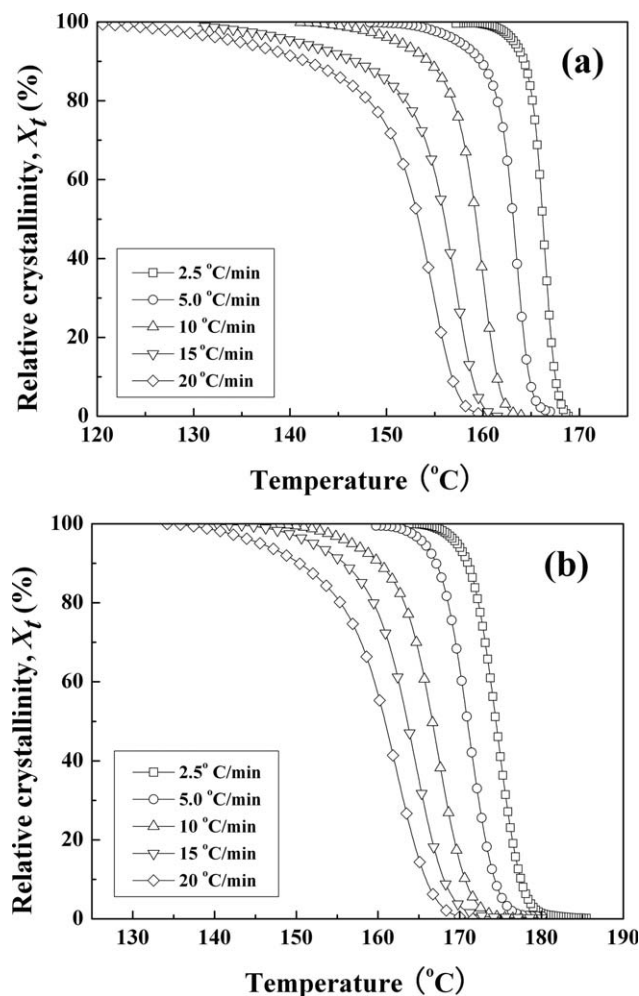 (a)
Relative crystallinity, Xt (%)
100
80
60
40
20
0
2.5 °C/min
5.0 °C/min
10 °C/min
15 °C/min
20 °C/min
120 130 140 150 160 170
Temperature (°C)
(b)
Relative crystallinity, Xt (%)
100
80
60
40
20
0
2.5° C/min
5.0 °C/min
10 °C/min
15 °C/min
20 °C/min
130 140 150 160 170 180 190
Temperature (°C)